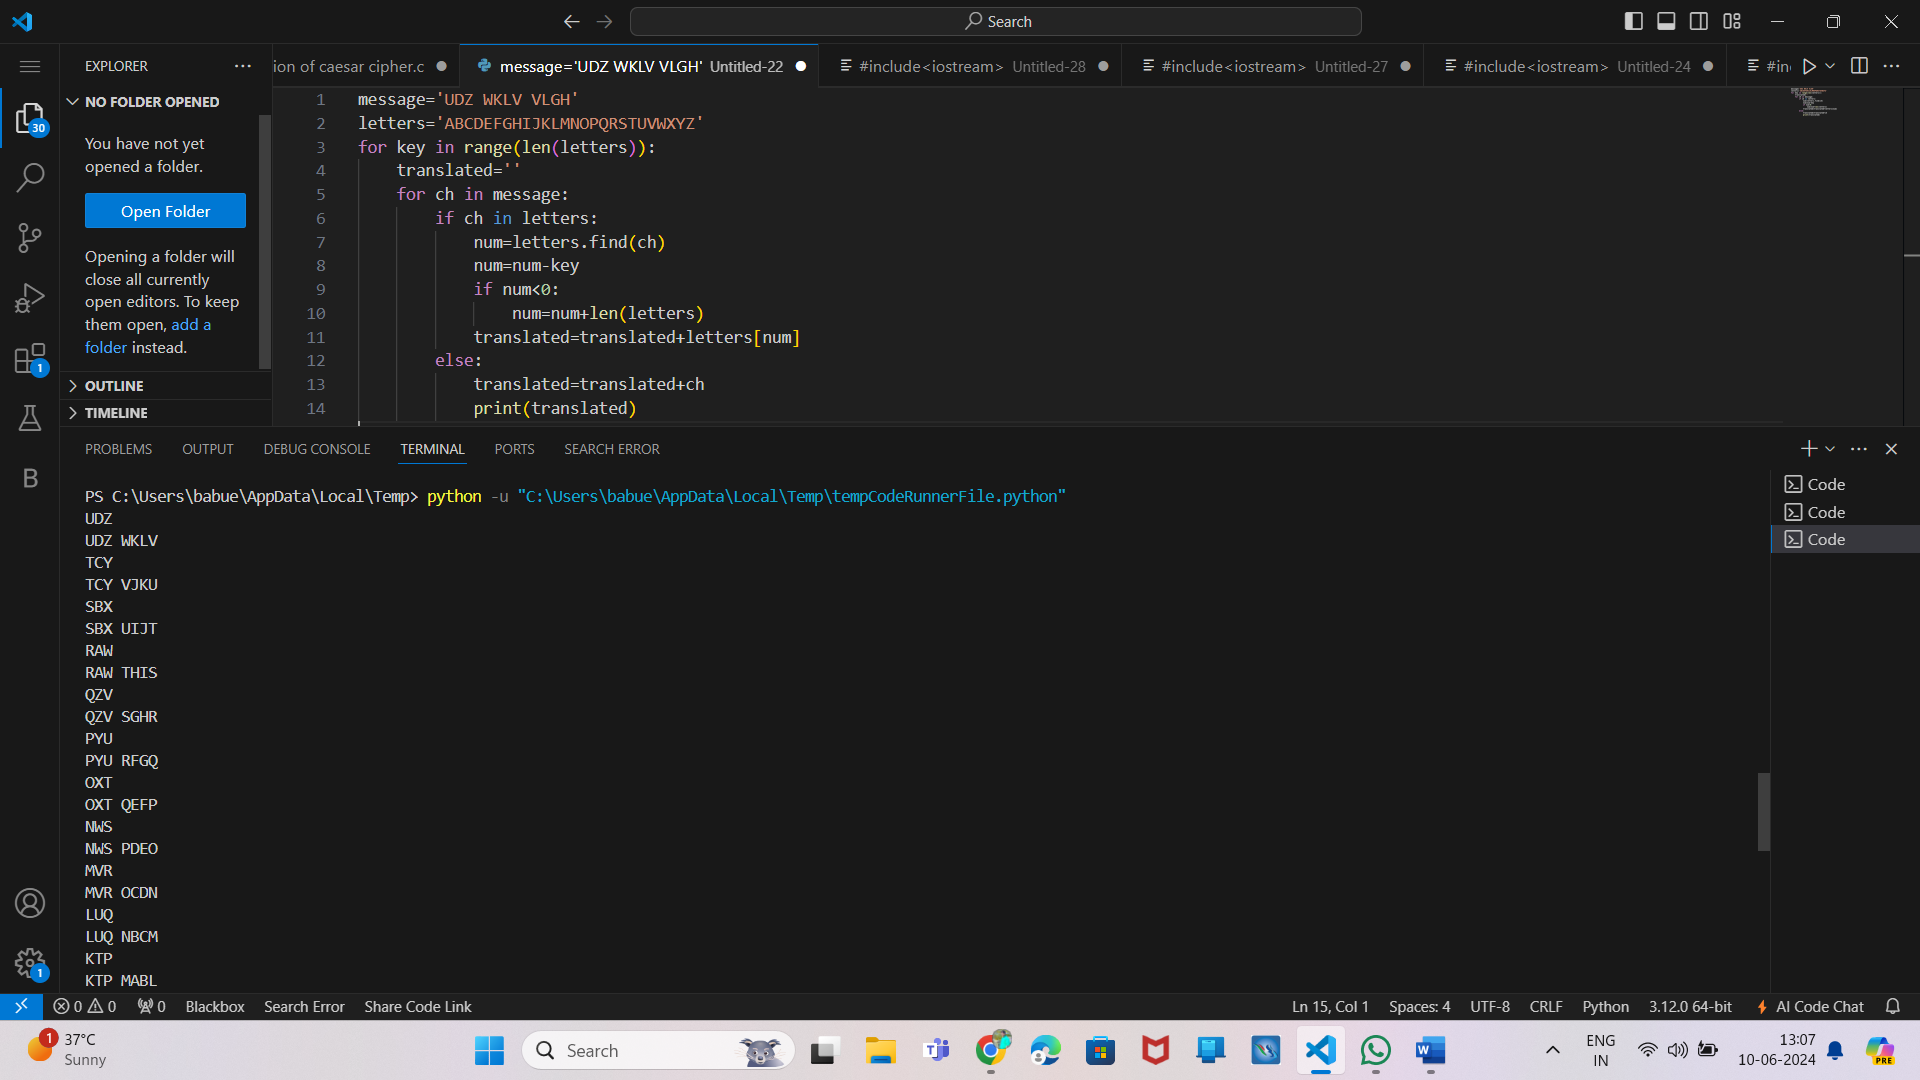 Search
EXPLORER
NO FOLDER OPENED
You have not yet
opened a folder.
Open Folder
Opening a folder will
close all currently
open editors. To keep
them open, add a
folder instead.
OUTLINE
TIMELINE
30
1
B
1
ion of caesar cipher.c
message='UDZ WKLV VLGH' Untitled-22
#include<iostream> Untitled-28
#include<iostream> Untitled-27
#include<iostream> Untitled-24
#in
1 message='UDZ WKLV VLGH'
2 letters='ABCDEFGHIJKLMNOPQRSTUVWXYZ'
3 for key in range(len(letters)):
4 translated=''
5 for ch in message:
6 if ch in letters:
7 num=letters.find(ch)
8 num=num-key
9 if num<0:
10 num=num+len(letters)
11 translated=translated+letters[num]
12 else:
13 translated=translated+ch
14 print(translated)
PROBLEMS OUTPUT DEBUG CONSOLE TERMINAL PORTS SEARCH ERROR
PS C:\Users\babue\AppData\Local\Temp> python -u "C:\Users\babue\AppData\Local\Temp\tempCodeRunnerFile.python"
UDZ
UDZ WKLV
TCY
TCY VJKU
SBX
SBX UIJT
RAW
RAW THIS
QZV
QZV SGHR
PYU
PYU RFGQ
OXT
OXT QEFP
NWS
NWS PDEO
MVR
MVR OCDN
LUQ
LUQ NBCM
KTP
KTP MABL
Code
Code
Code
0 0 0 Blackbox Search Error Share Code Link Ln 15, Col 1 Spaces: 4 UTF-8 CRLF Python 3.12.0 64-bit AI Code Chat
1
37°C
Sunny
Search
ENG
IN
13:07
10-06-2024
PRE